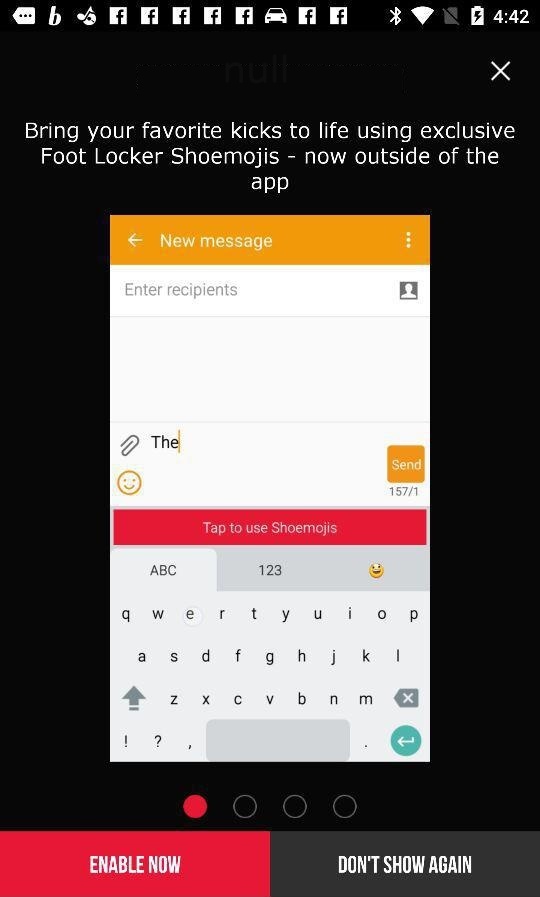 4:42
null
Bring your favorite kicks to life using exclusive
Foot Locker Shoemojis - now outside of the
app
New message
Enter recipients
The
Send
157/1
Tap to use Shoemojis
ABC 123
q w e r t y u i o p
a s d f g h j k l
z x c v b n m
! ? , .
ENABLE NOW DON'T SHOW AGAIN